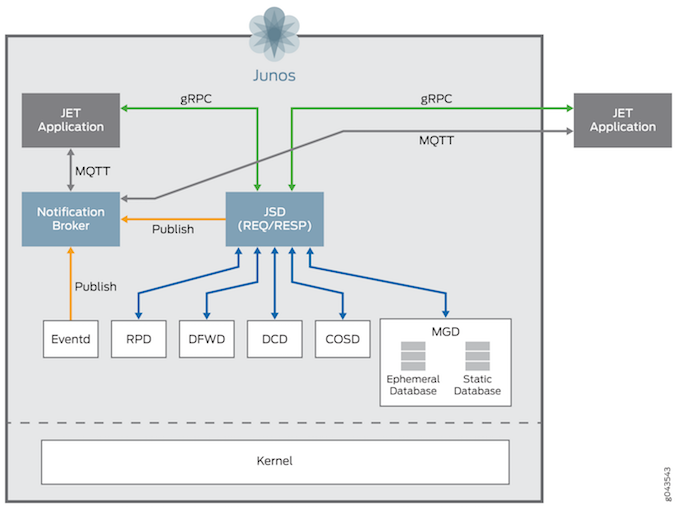 Junos
gRPC
gRPC
JET
Application
JET
Application
MQTT
MQTT
Notification
Broker
JSD
(REQ/RESP)
Publish
Publish
Eventd
RPD
DFWD
DCD
COSD
MGD
Ephemeral
Database
Static
Database
Kernel
g043543